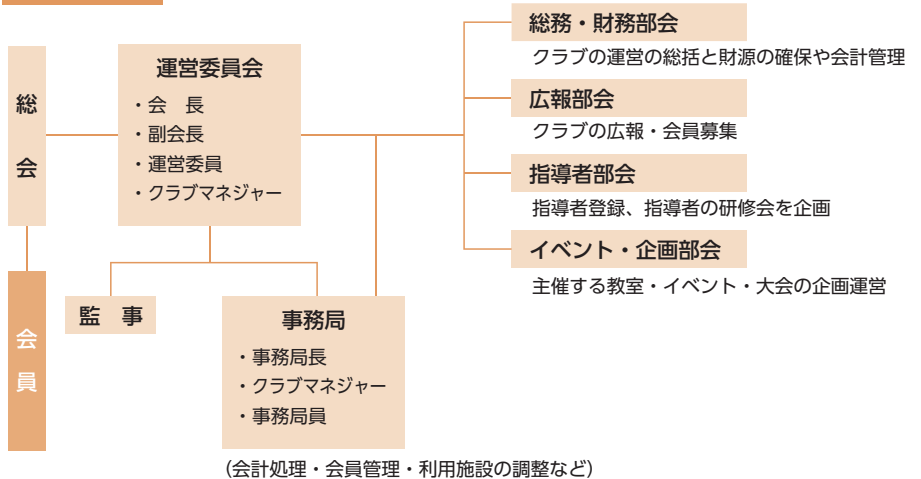 総会
会員
運営委員会
・会　長
・副会長
・運営委員
・クラブマネジャー
監　事
事務局
・事務局長
・クラブマネジャー
・事務局員
（会計処理・会員管理・利用施設の調整など）
総務・財務部会
クラブの運営の総括と財源の確保や会計管理
広報部会
クラブの広報・会員募集
指導者部会
指導者登録、指導者の研修会を企画
イベント・企画部会
主催する教室・イベント・大会の企画運営